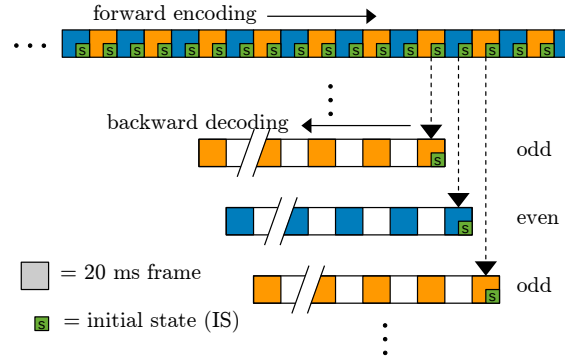 forward encoding
s s s s s s s s s s s s s s s s s s
backward decoding
odd
s
even
s
= 20 ms frame
odd
s
s = initial state (IS)